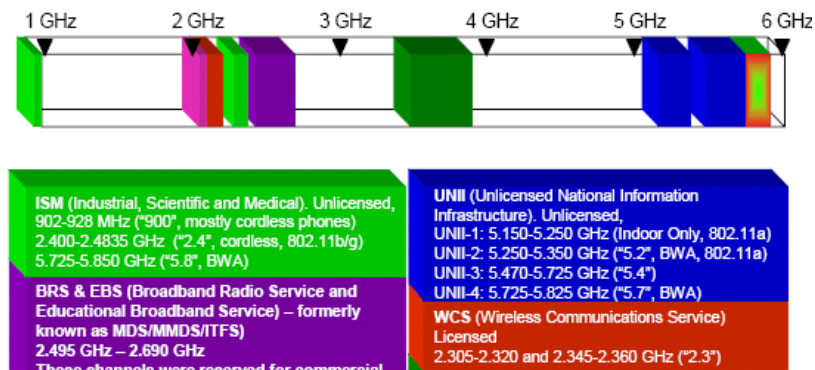 1 GHz 2 GHz 3 GHz 4 GHz 5 GHz 6 GHz
ISM (Industrial, Scientific and Medical). Unlicensed,
902-928 MHz ("900", mostly cordless phones)
2.400-2.4835 GHz ("2.4", cordless, 802.11b/g)
5.725-5.850 GHz ("5.8", BWA)
BRS & EBS (Broadband Radio Service and
Educational Broadband Service) – formerly
known as MDS/MMDS/ITFS)
2.495 GHz – 2.690 GHz
These channels were reserved for commercial
UNII (Unlicensed National Information
Infrastructure). Unlicensed,
UNII-1: 5.150-5.250 GHz (Indoor Only, 802.11a)
UNII-2: 5.250-5.350 GHz ("5.2", BWA, 802.11a)
UNII-3: 5.470-5.725 GHz ("5.4")
UNII-4: 5.725-5.825 GHz ("5.7", BWA)
WCS (Wireless Communications Service)
Licensed
2.305-2.320 and 2.345-2.360 GHz ("2.3")